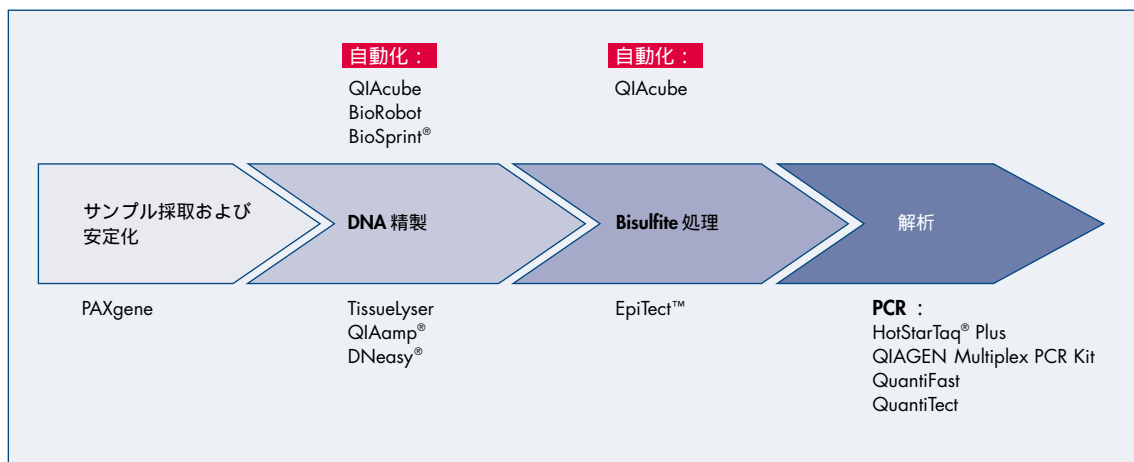 自動化：
QIAcube
BioRobot
BioSprint®
自動化：
QIAcube
サンプル採取および
安定化
DNA 精製
Bisulfite 処理
解析
PAXgene
TissueLyser
QIAamp®
DNeasy®
EpiTect™
PCR ：
HotStarTaq® Plus
QIAGEN Multiplex PCR Kit
QuantiFast
QuantiTect